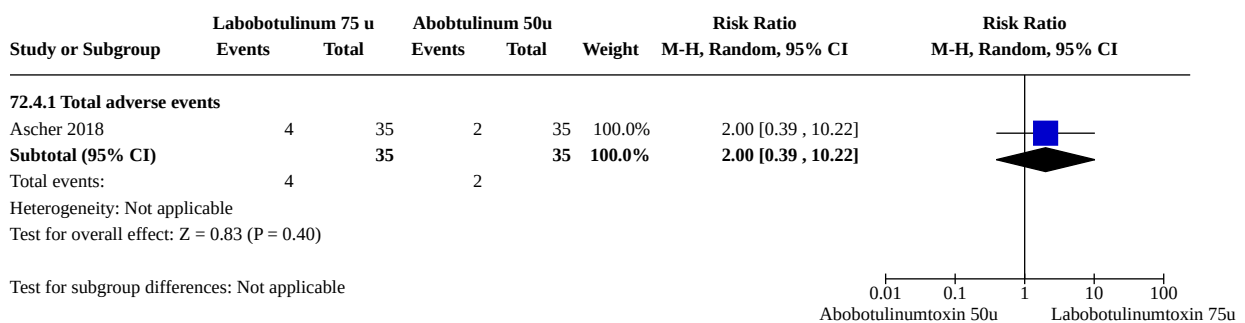 Labobotulinum 75 u Abobtulinum 50u Risk Ratio Risk Ratio
Study or Subgroup Events Total Events Total Weight M-H, Random, 95% CI M-H, Random, 95% CI
72.4.1 Total adverse events
Ascher 2018 4 35 2 35 100.0% 2.00 [0.39 , 10.22]
Subtotal (95% CI) 35 35 100.0% 2.00 [0.39 , 10.22]
Total events: 4 2
Heterogeneity: Not applicable
Test for overall effect: Z = 0.83 (P = 0.40)
Test for subgroup differences: Not applicable
0.01 0.1 1 10 100
Abobotulinumtoxin 50u Labobotulinumtoxin 75u